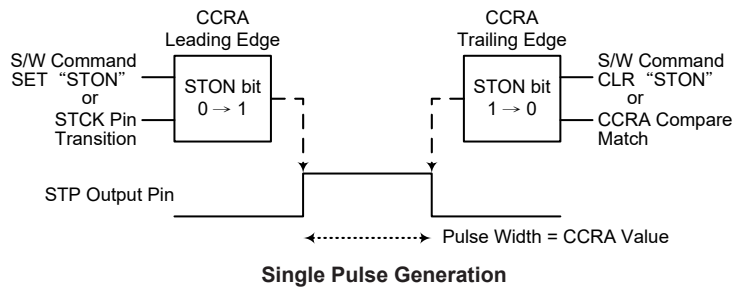 CCRA
Leading Edge
CCRA
Trailing Edge
S/W Command
SET “STON”
or
STCK Pin
Transition
STON bit
0 → 1
STON bit
1 → 0
S/W Command
CLR “STON”
or
CCRA Compare
Match
STP Output Pin
Pulse Width = CCRA Value
Single Pulse Generation